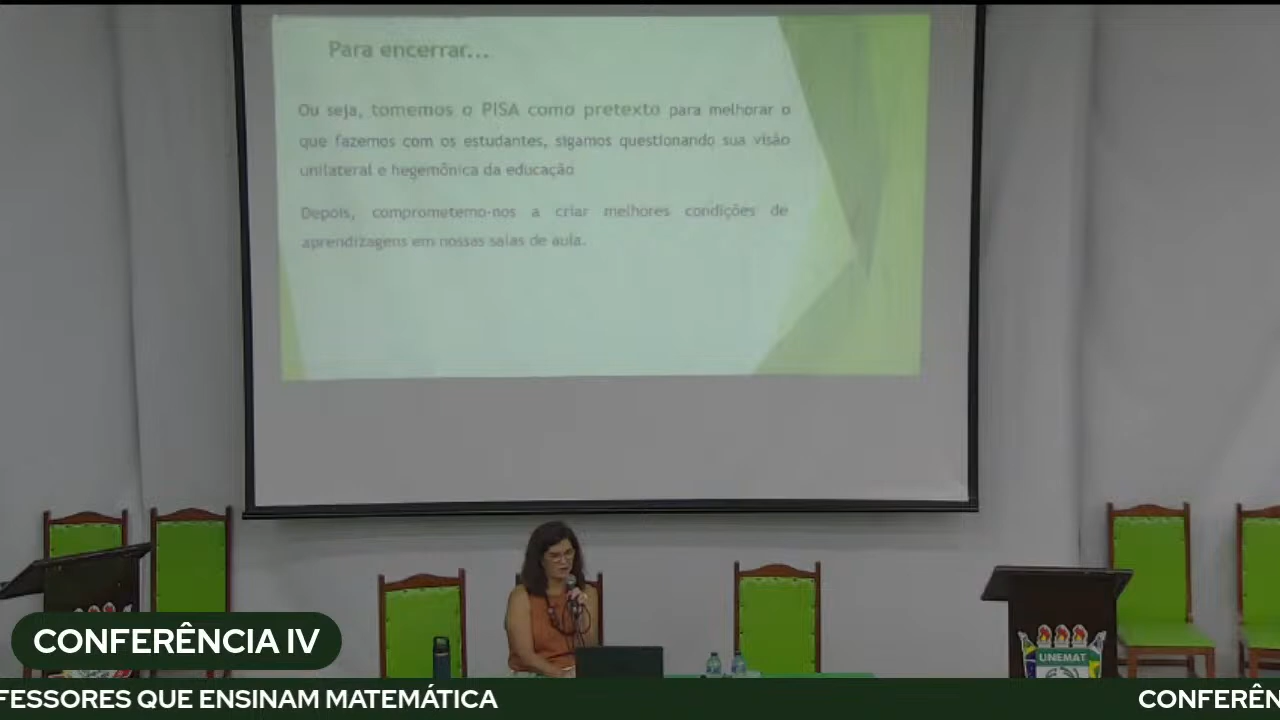 Para encerrar...
Ou seja, tomemos o PISA como pretexto para melhorar o
que fazemos com os estudantes, sigamos questionando sua visão
unilateral e hegemônica da educação
Depois, comprometemo-nos a criar melhores condições de
aprendizagens em nossas salas de aula.
UNEMAT
CONFERÊNCIA IV
FESSORES QUE ENSINAM MATEMÁTICA
CONFERÊN